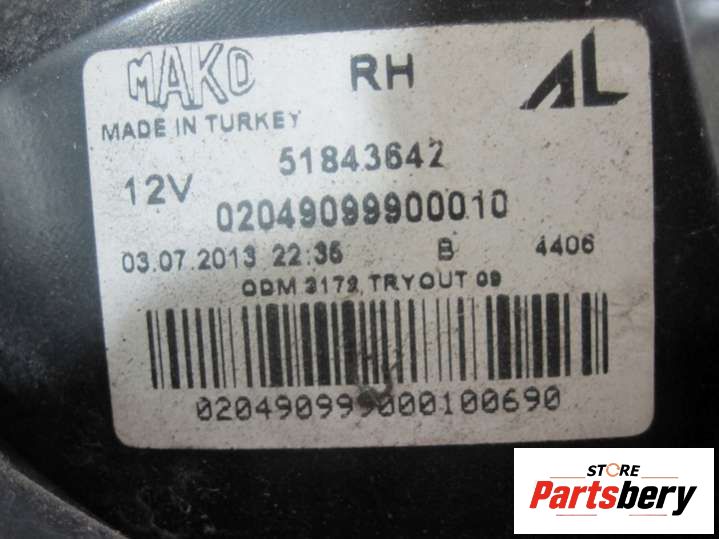 MAKO RH AL
MADE IN TURKEY
51843642
12V
02049099900010
03.07.2013 22:35 B 4406
ODM 3172 TRYOUT 09
020490999000100690
STORE
Partsbery